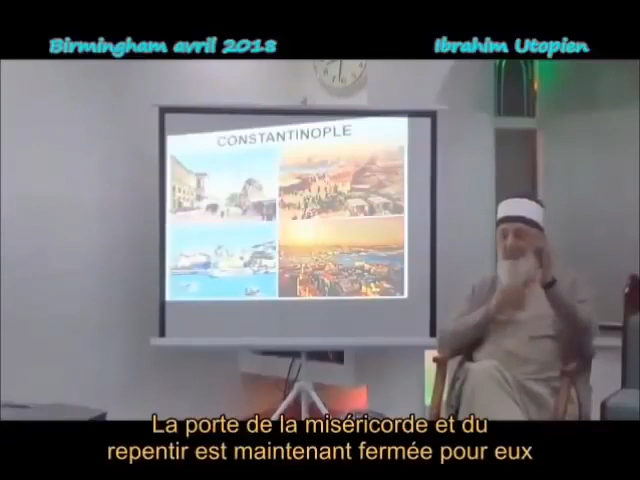 Birmingham avril 2018
Ibrahim Utopien
CONSTANTINOPLE
La porte de la miséricorde et du
repentir est maintenant fermée pour eux